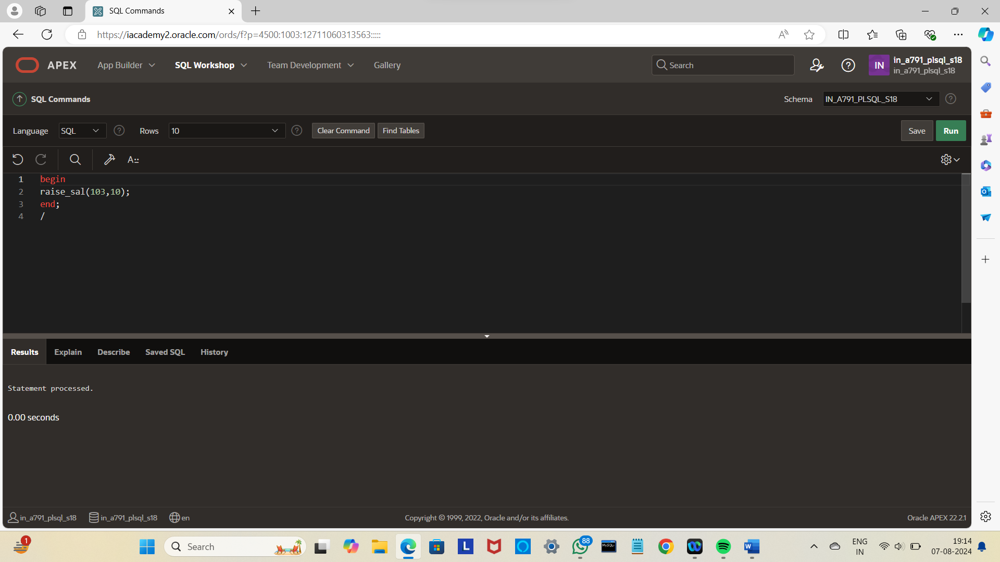 SQL Commands
https://iacademy2.oracle.com/ords/f?p=4500:1003:12711060313563:::::
APEX App Builder SQL Workshop Team Development Gallery Search IN in_a791_plsql_s18
in_a791_plsql_s18
SQL Commands Schema IN_A791_PLSQL_S18
Language SQL Rows 10 Clear Command Find Tables Save Run
A::
1 begin
2 raise_sal(103,10);
3 end;
4 /
Results Explain Describe Saved SQL History
Statement processed.
0.00 seconds
in_a791_plsql_s18 in_a791_plsql_s18 en Copyright © 1999, 2022, Oracle and/or its affiliates. Oracle APEX 22.2.1
1 Search L 88 MySQL W ENG
IN 19:14
07-08-2024